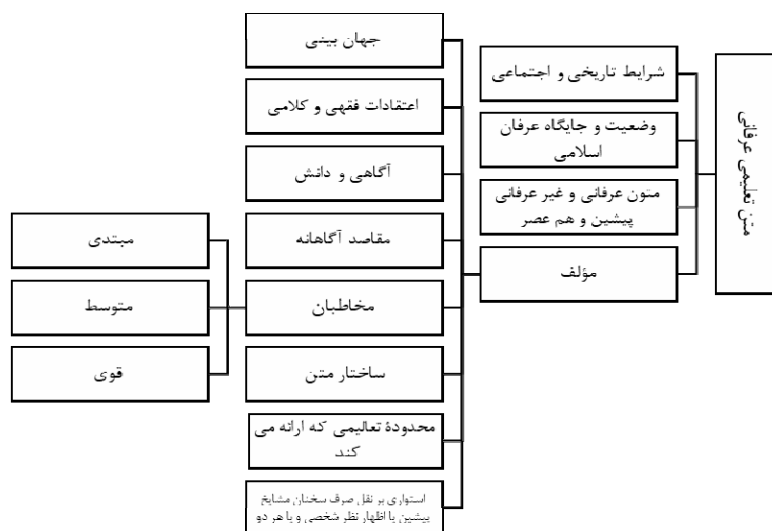 متن تعلیمی عرفانی
شرایط تاریخی و اجتماعی
وضعیت و جایگاه عرفان
اسلامی
متون عرفانی و غیر عرفانی
پیشین و هم عصر
مؤلف
جهان بینی
اعتقادات فقهی و کلامی
آگاهی و دانش
مقاصد آگاهانه
مخاطبان
ساختار متن
محدودۀ تعالیمی که ارائه می
کند
استواری بر نقل صرف سخنان مشایخ
پیشین یا اظهار نظر شخصی و یا هر دو
مبتدی
متوسط
قوی